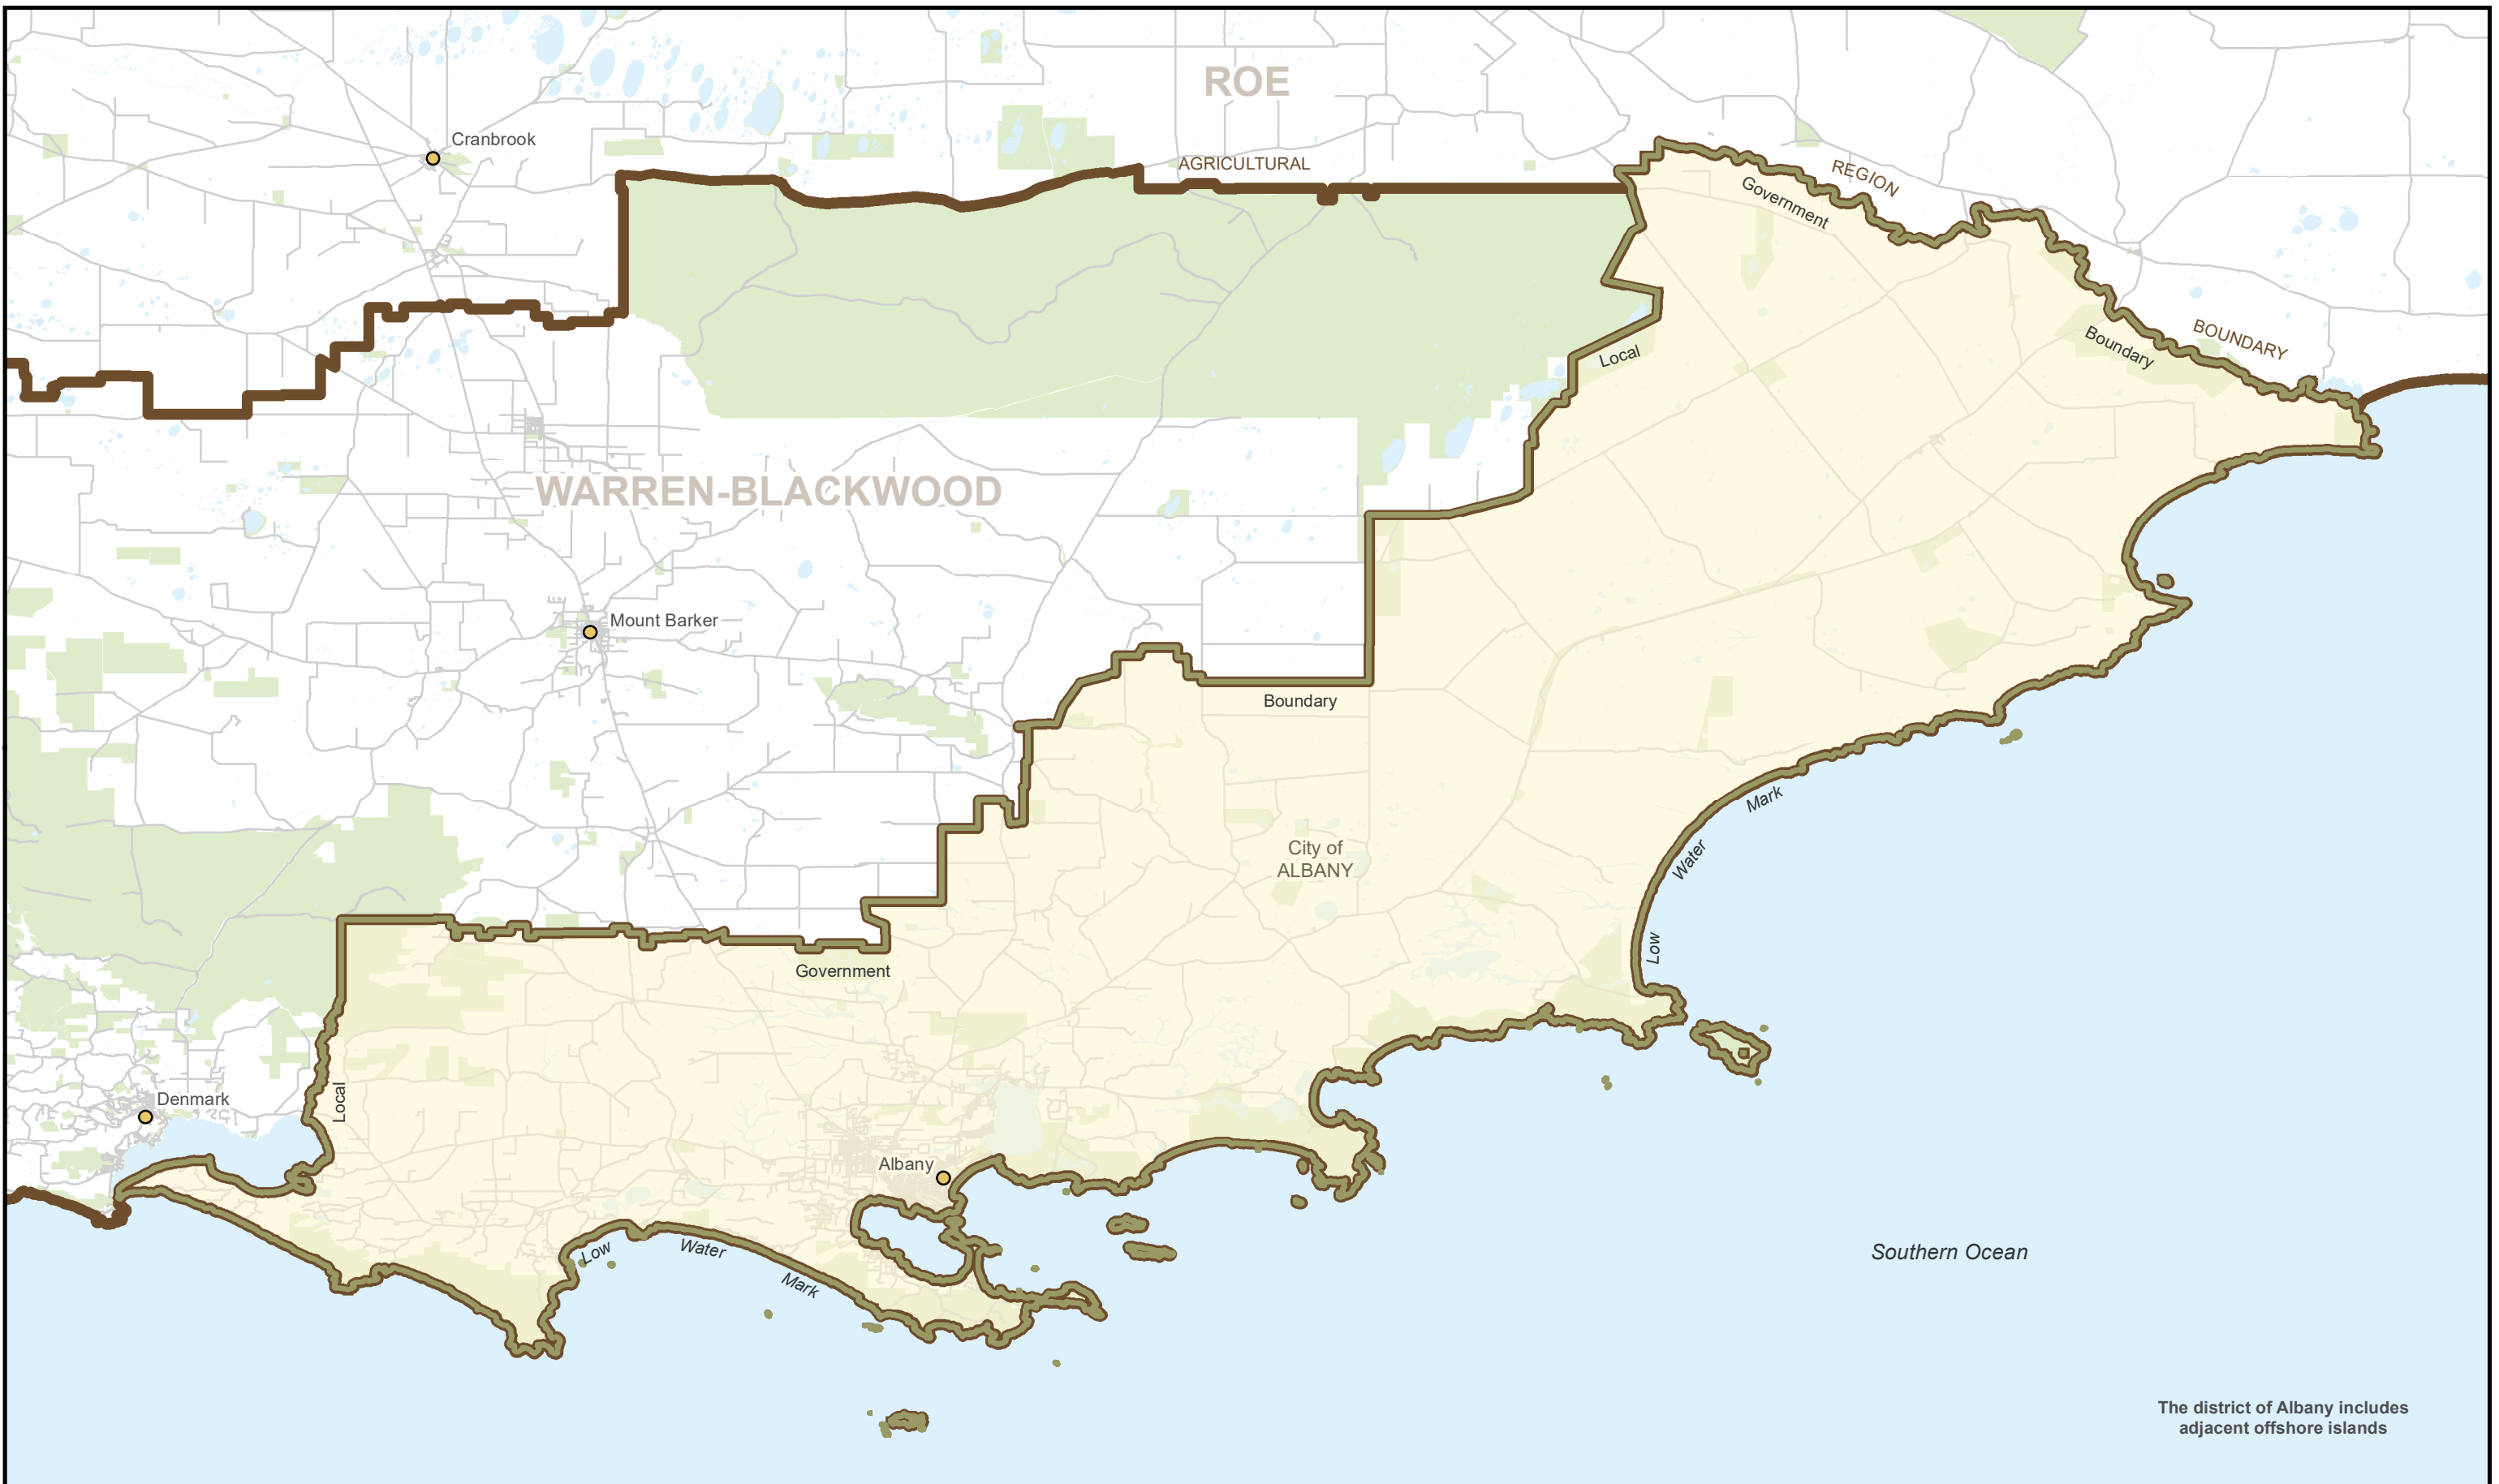 ROE
Cranbrook
AGRICULTURAL
REGION
Government
Boundary
BOUNDARY
Local
WARREN-BLACKWOOD
Mount Barker
Boundary
Mark
Water
Low
City of
ALBANY
Government
Local
Denmark
Albany
Low
Water
Mark
Southern Ocean
The district of Albany includes
adjacent offshore islands